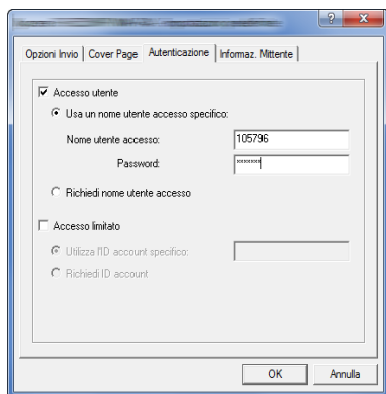 Opzioni Invio Cover Page Autenticazione Informaz. Mittente
Accesso utente
Usa un nome utente accesso specifico:
Nome utente accesso: 105796
Password: *******
Richiedi nome utente accesso
Accesso limitato
Utilizza l'ID account specifico:
Richiedi ID account
OK Annulla